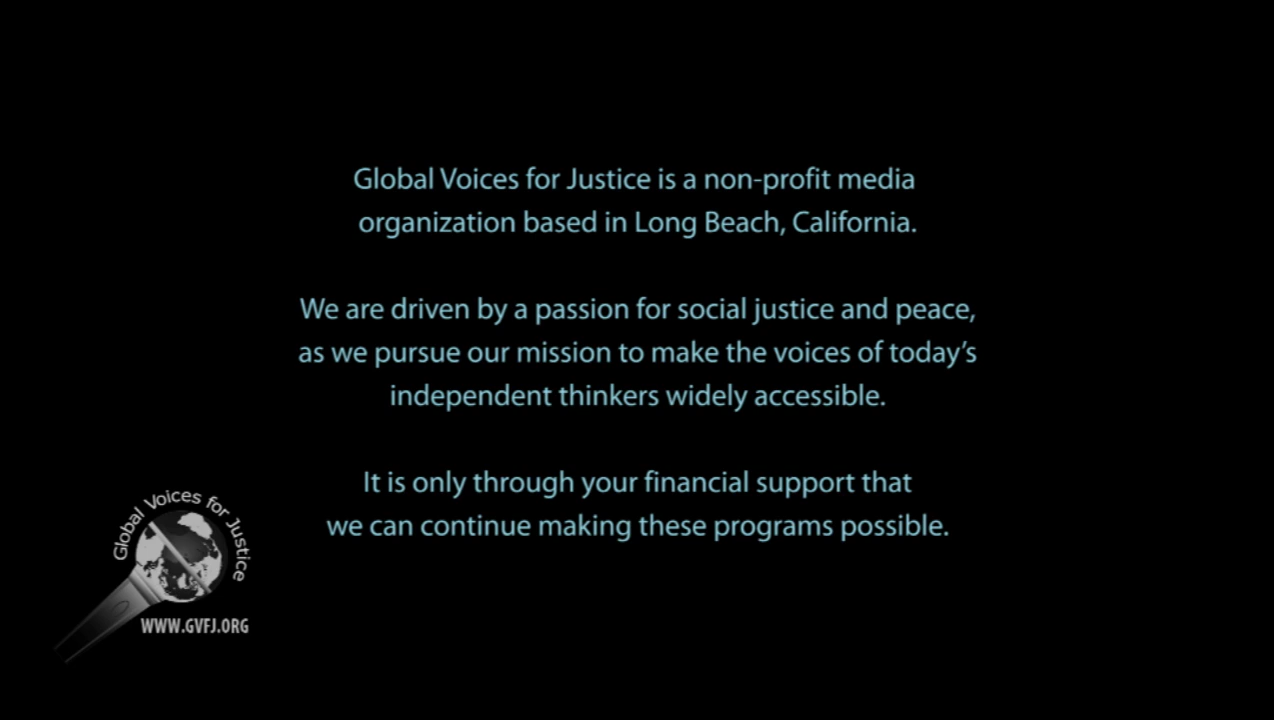 Global Voices for Justice is a non-profit media
organization based in Long Beach, California.
We are driven by a passion for social justice and peace,
as we pursue our mission to make the voices of today’s
independent thinkers widely accessible.
It is only through your financial support that
we can continue making these programs possible.
Global Voices for Justice
WWW.GVFJ.ORG